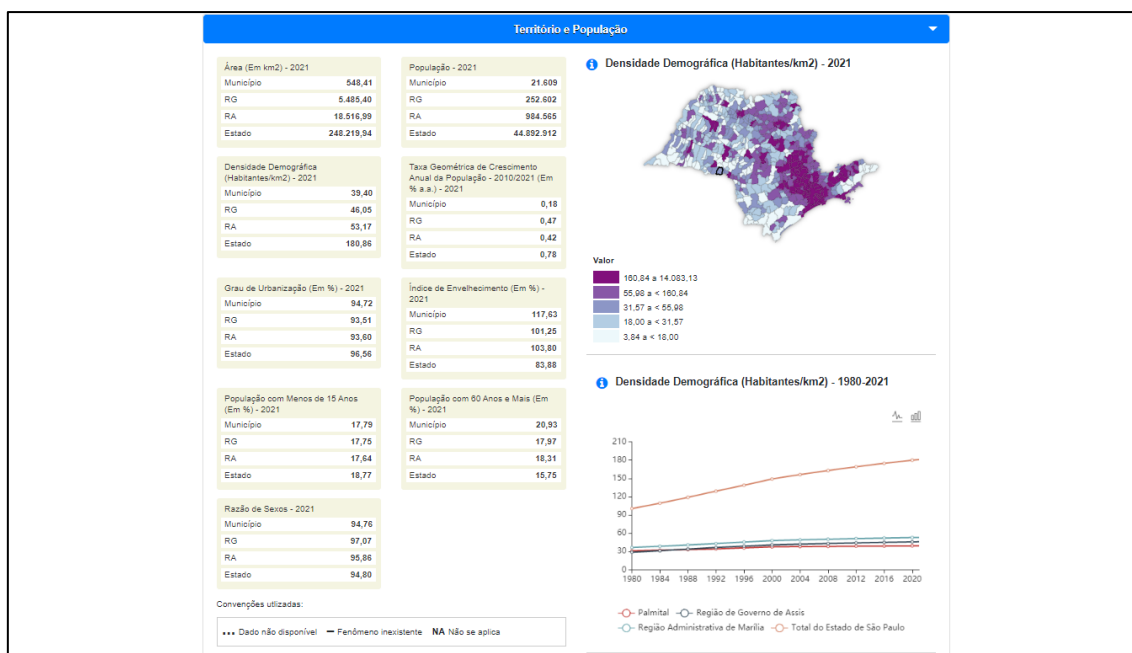 Território e População
Área (Em km2) - 2021
Município 548,41
RG 5.485,40
RA 18.516,99
Estado 248.219,94
População - 2021
Município 21.609
RG 252.602
RA 984.565
Estado 44.892.912
Densidade Demográfica
(Habitantes/km2) - 2021
Município 39,40
RG 46,05
RA 53,17
Estado 180,86
Taxa Geométrica de Crescimento
Anual da População - 2010/2021 (Em
% a.a.) - 2021
Município 0,18
RG 0,47
RA 0,42
Estado 0,78
Grau de Urbanização (Em %) - 2021
Município 94,72
RG 93,51
RA 93,60
Estado 96,56
Índice de Envelhecimento (Em %) -
2021
Município 117,63
RG 101,25
RA 103,80
Estado 83,88
População com Menos de 15 Anos
(Em %) - 2021
Município 17,79
RG 17,75
RA 17,64
Estado 18,77
População com 60 Anos e Mais (Em
%) - 2021
Município 20,93
RG 17,97
RA 18,31
Estado 15,75
Razão de Sexos - 2021
Município 94,76
RG 97,07
RA 95,86
Estado 94,80
Convenções utlizadas:
... Dado não disponível — Fenômeno inexistente NA Não se aplica
Densidade Demográfica (Habitantes/km2) - 2021
Valor
160,84 a 14.083,13
55,98 a < 160,84
31,57 a < 55,98
18,00 a < 31,57
3,84 a < 18,00
Densidade Demográfica (Habitantes/km2) - 1980-2021
210
180
150
120
90
60
30
0
1980 1984 1988 1992 1996 2000 2004 2008 2012 2016 2020
Palmital Região de Governo de Assis
Região Administrativa de Marília Total do Estado de São Paulo